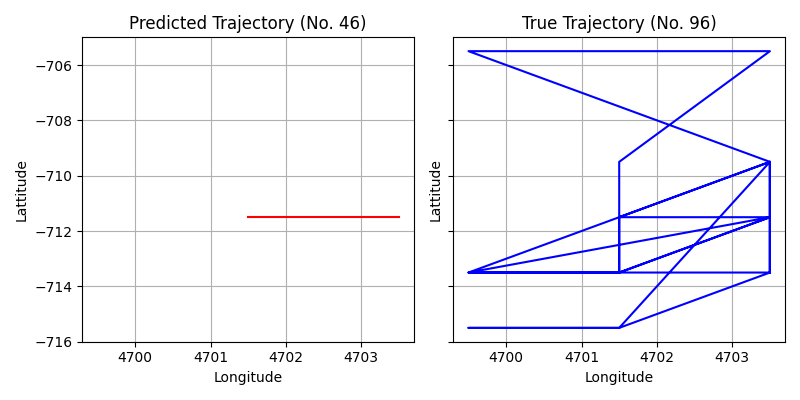 Predicted Trajectory (No. 46)
True Trajectory (No. 96)
−706
−708
−710
−712
−714
−716
Lattitude
Lattitude
4700 4701 4702 4703
4700 4701 4702 4703
Longitude
Longitude